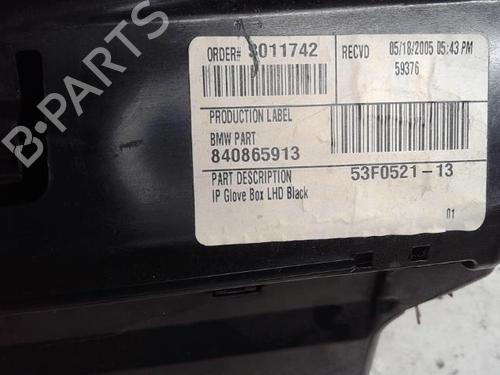 ORDER# 8011742
RECVD 05/18/2005 05:43 PM
59376
PRODUCTION LABEL
BMW PART
840865913
PART DESCRIPTION 53F0521-13
IP Glove Box LHD Black
01
B-PARTS